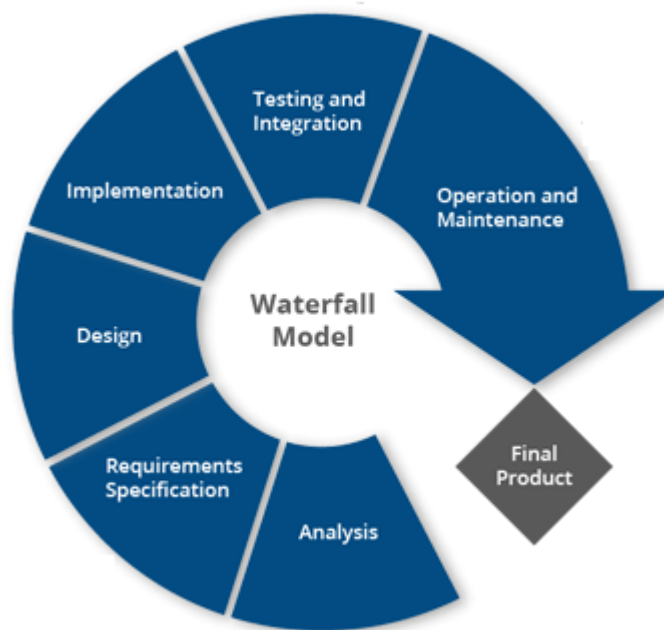 Testing and
Integration
Operation and
Maintenance
Implementation
Waterfall
Model
Design
Requirements
Specification
Analysis
Final
Product